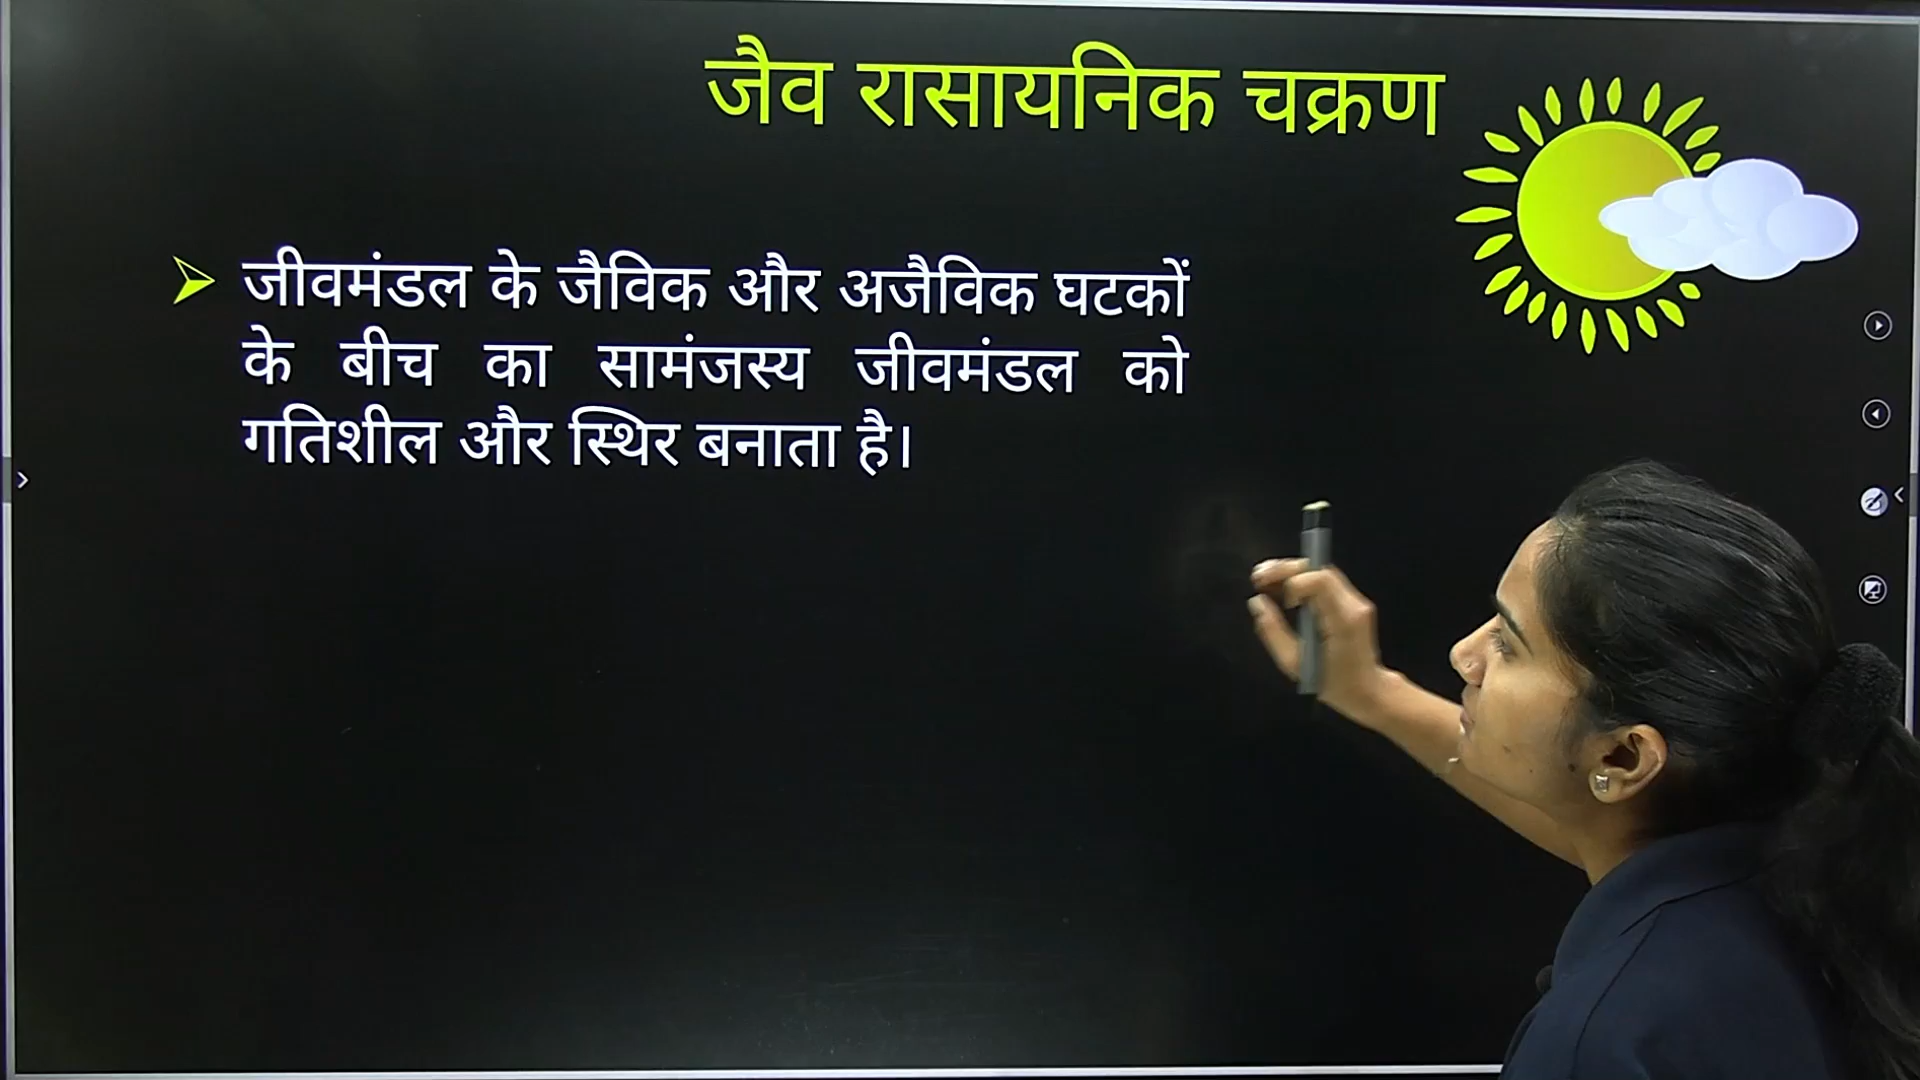 जैव रासायनिक चक्रण
जीवमंडल के जैविक और अजैविक घटकों
के बीच का सामंजस्य जीवमंडल को
गतिशील और स्थिर बनाता है।